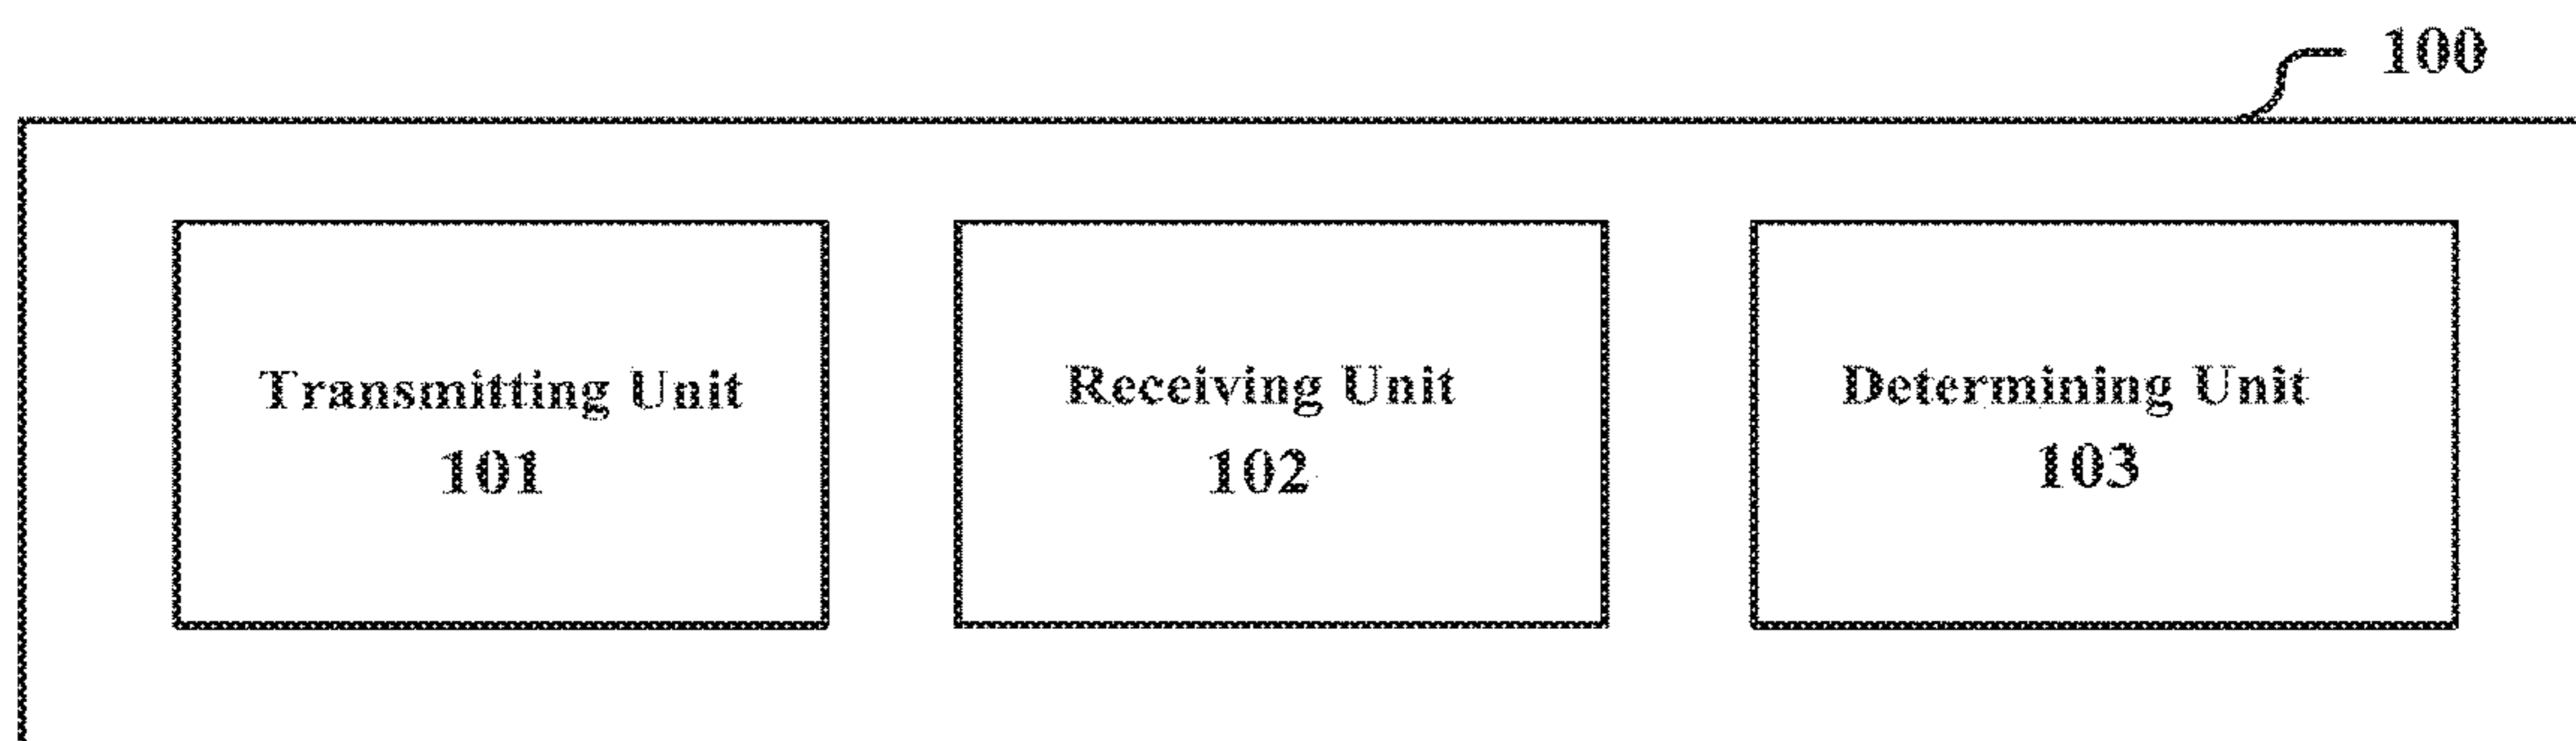 100
Transmitting Unit
101
Receiving Unit
102
Determining Unit
103